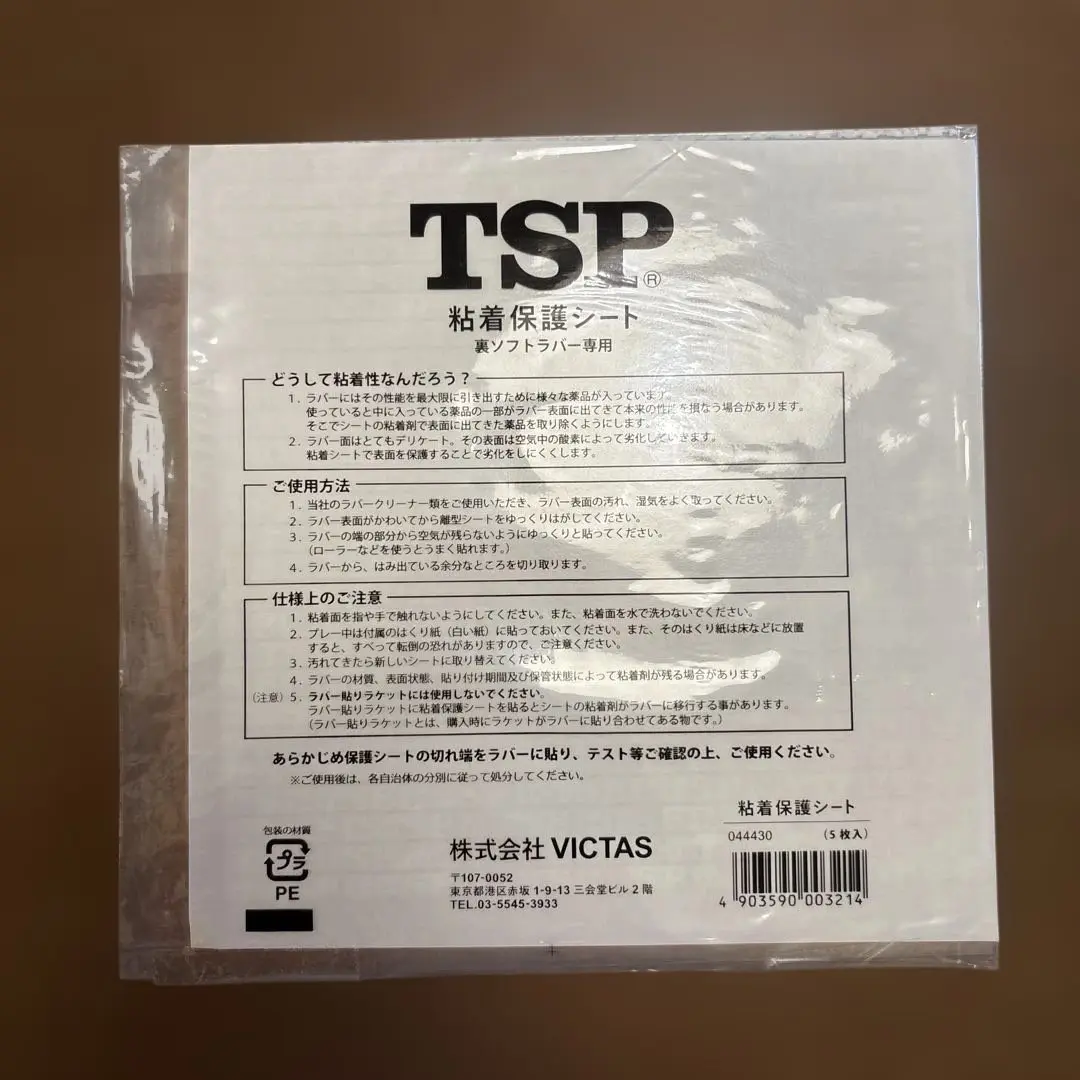 TSP®
粘着保護シート
裏ソフトラバー専用
どうして粘着性なんだろう？
1. ラバーにはその性能を最大限に引き出すために様々な薬品が入っています。
使っていると中に入っている薬品の一部がラバー表面に出てきて本来の性能を損なう場合があります。
そこでシートの粘着剤で表面に出てきた薬品を取り除くようにします。
2. ラバー面はとてもデリケート。その表面は空気中の酸素によって劣化していきます。
粘着シートで表面を保護することで劣化をしにくくします。
ご使用方法
1. 当社のラバークリーナー類をご使用いただき、ラバー表面の汚れ、湿気をよく取ってください。
2. ラバー表面がかわいてから離型シートをゆっくりはがしてください。
3. ラバーの端の部分から空気が残らないようにゆっくりと貼ってください。
（ローラーなどを使うとうまく貼れます。）
4. ラバーから、はみ出ている余分なところを切り取ります。
仕様上のご注意
1. 粘着面を指や手で触れないようにしてください。また、粘着面を水で洗わないでください。
2. プレー中は付属のはくり紙（白い紙）に貼っておいてください。また、そのはくり紙は床などに放置
すると、すべって転倒の恐れがありますので、ご注意ください。
3. 汚れてきたら新しいシートに取り替えてください。
4. ラバーの材質、表面状態、貼り付け期間及び保管状態によって粘着剤が残る場合があります。
（注意）5. ラバー貼りラケットには使用しないでください。
ラバー貼りラケットに粘着保護シートを貼るとシートの粘着剤がラバーに移行する事があります。
（ラバー貼りラケットとは、購入時にラケットがラバーに貼り合わせてある物です。）
あらかじめ保護シートの切れ端をラバーに貼り、テスト等ご確認の上、ご使用ください。
※ご使用後は、各自治体の分別に従って処分してください。
粘着保護シート
044430 （5枚入）
4 903590 003214
包装の材質
プラ
PE
株式会社 VICTAS
〒107-0052
東京都港区赤坂 1-9-13 三会堂ビル 2 階
TEL.03-5545-3933